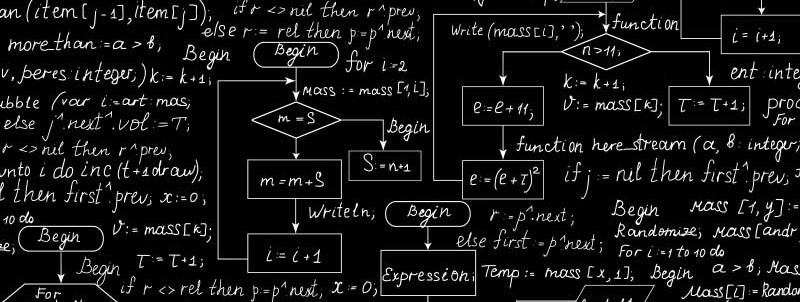 an (item[j-1], item[j]);
if r <> nil then r^prev,
else r := rel then p:=p^next,
more_than := a > b,
Begin
Begin
for i:=2
v, peres: integer,) k:= k+1;
mass := mass [1,i];
ubble (var i:=art: mas,
else j^.next^.vol := T;
m = S
Begin
r <> nil then r^prev,
S:=n+1
unto i do inc (t+1 draw),
m = m + S
l then first^.prev, x:=0,
writeln,
10 do
Begin
v:= mass[k];
i:= i+1
Begin
T:= T+1;
For
if r <> rel then p:=p^next, x:=0;
function
write (mass[i],' ');
i = i+1,
n>11,
ent: inte
k:= k+1;
e:=e+11,
v:= mass[k],
T:=T+1,
proc
For
function here_stream (a, b: integer,
e:=(e+T)²
if j := nil then first^.prev,
Begin
r:=p^.next;
Begin
mass [1,y]:=
else first:=p^next;
Randomize, mass[andr
For i:=1 to 10 do
Expression;
Temp:= mass [x,1];
Begin
a > b,
mas
mass[i]:=Random